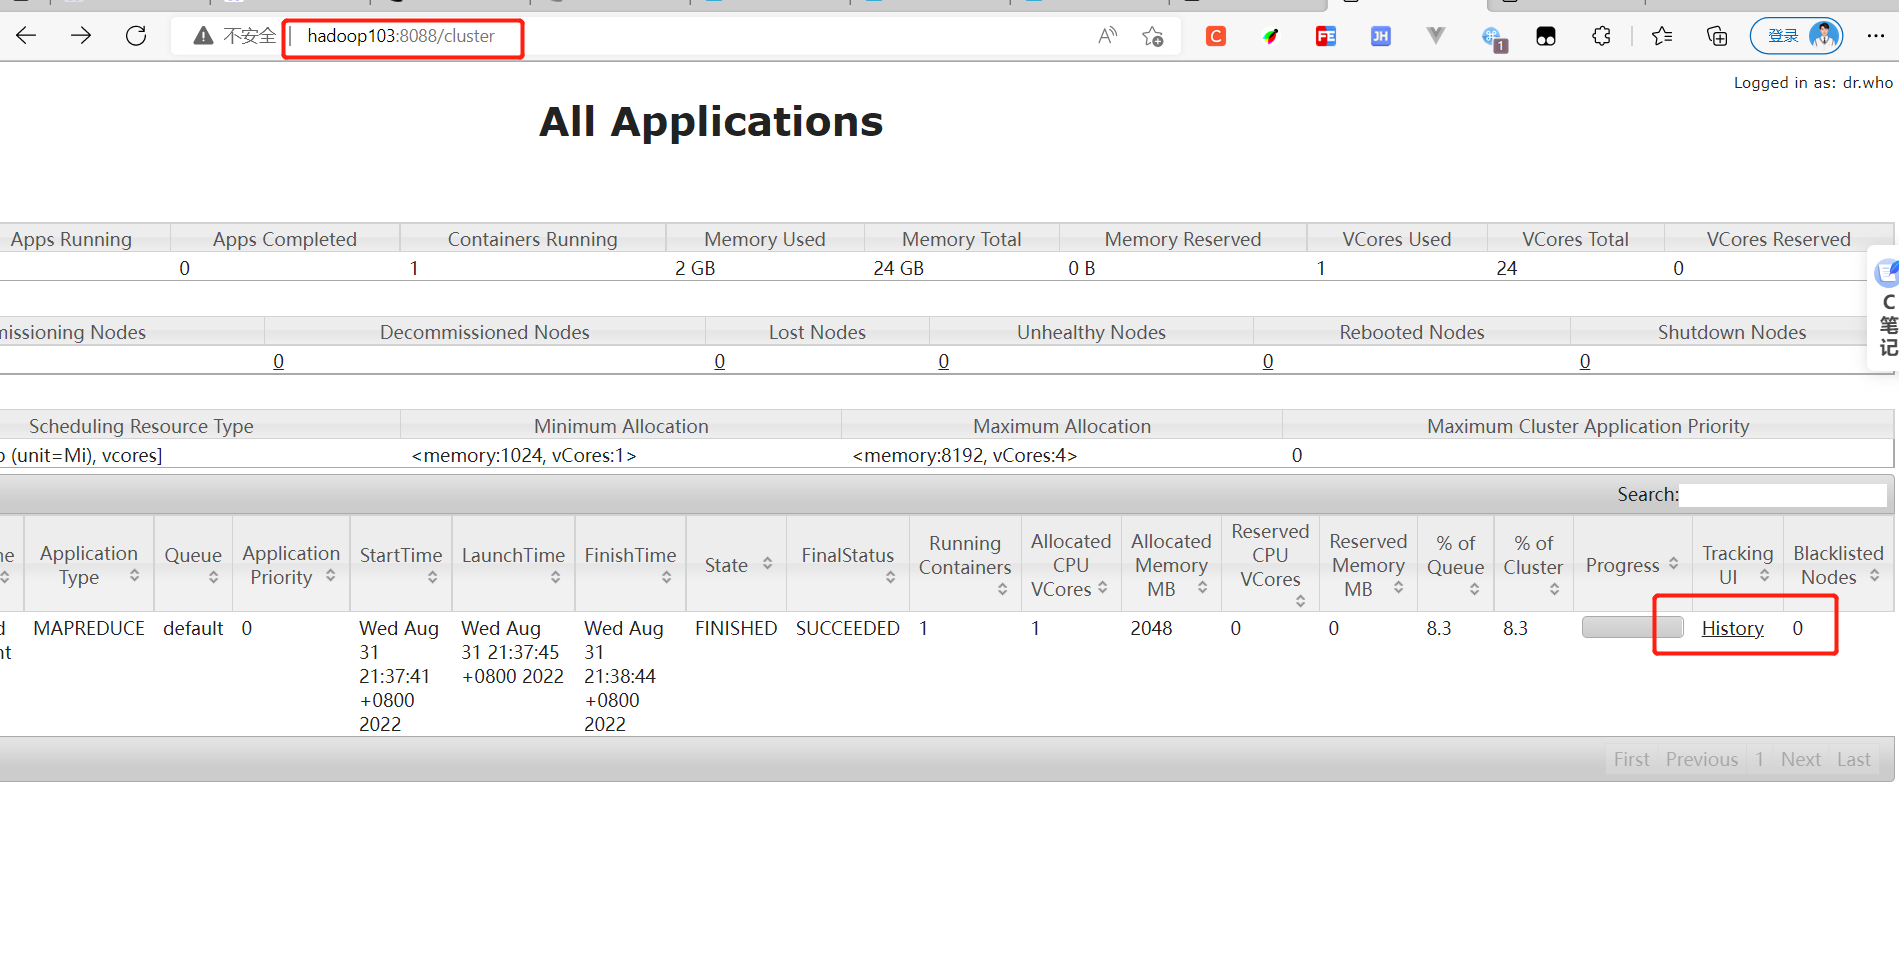 不安全 hadoop103:8088/cluster A C FE JH 1 登录
Logged in as: dr.who
All Applications
Apps Running Apps Completed Containers Running Memory Used Memory Total Memory Reserved VCores Used VCores Total VCores Reserved
0 1 2 GB 24 GB 0 B 1 24 0
C
笔
记
missioning Nodes Decommissioned Nodes Lost Nodes Unhealthy Nodes Rebooted Nodes Shutdown Nodes
0 0 0 0 0
Scheduling Resource Type Minimum Allocation Maximum Allocation Maximum Cluster Application Priority
(unit=Mi), vcores] <memory:1024, vCores:1> <memory:8192, vCores:4> 0
Search:
Application Type Queue Application Priority StartTime LaunchTime FinishTime State FinalStatus Running Containers Allocated CPU VCores Allocated Memory MB Reserved CPU VCores Reserved Memory MB % of Queue % of Cluster Progress Tracking UI Blacklisted Nodes
MAPREDUCE default 0 Wed Aug 31 21:37:41 +0800 2022 Wed Aug 31 21:37:45 +0800 2022 Wed Aug 31 21:38:44 +0800 2022 FINISHED SUCCEEDED 1 1 2048 0 0 8.3 8.3 History 0
First Previous 1 Next Last